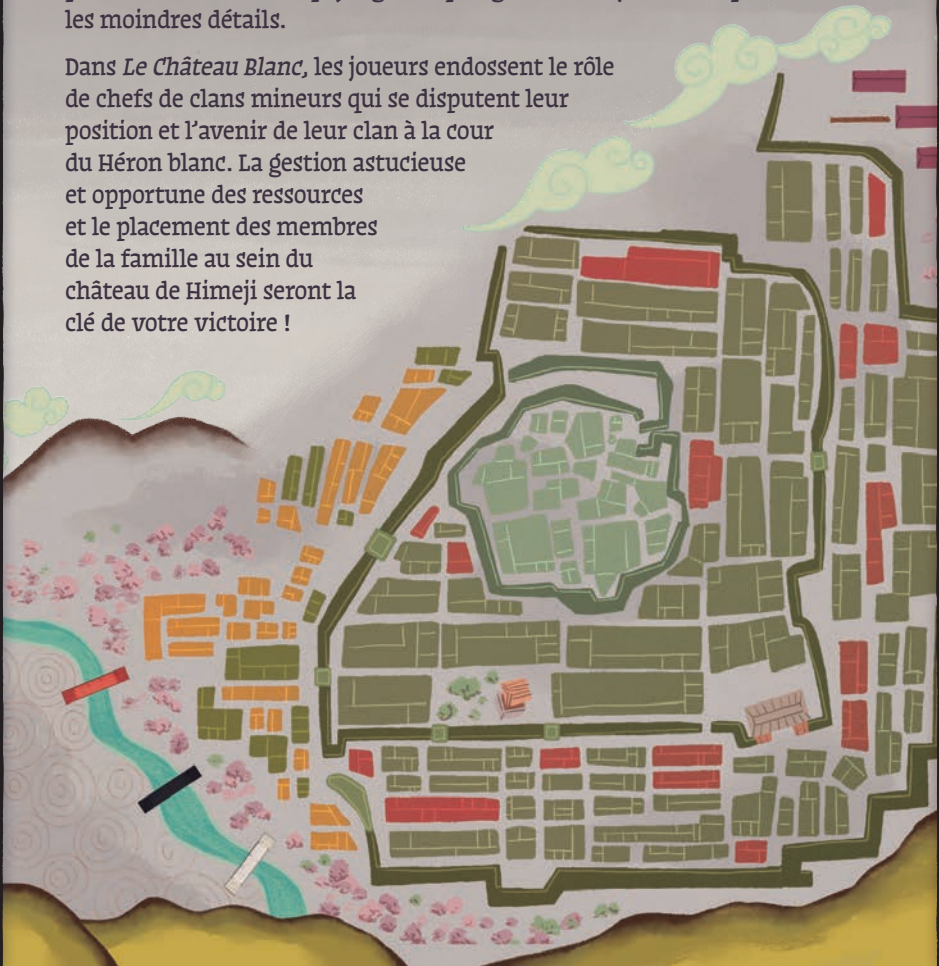 les moindres détails.
Dans Le Château Blanc, les joueurs endossent le rôle
de chefs de clans mineurs qui se disputent leur
position et l’avenir de leur clan à la cour
du Héron blanc. La gestion astucieuse
et opportune des ressources
et le placement des membres
de la famille au sein du
château de Himeji seront la
clé de votre victoire !